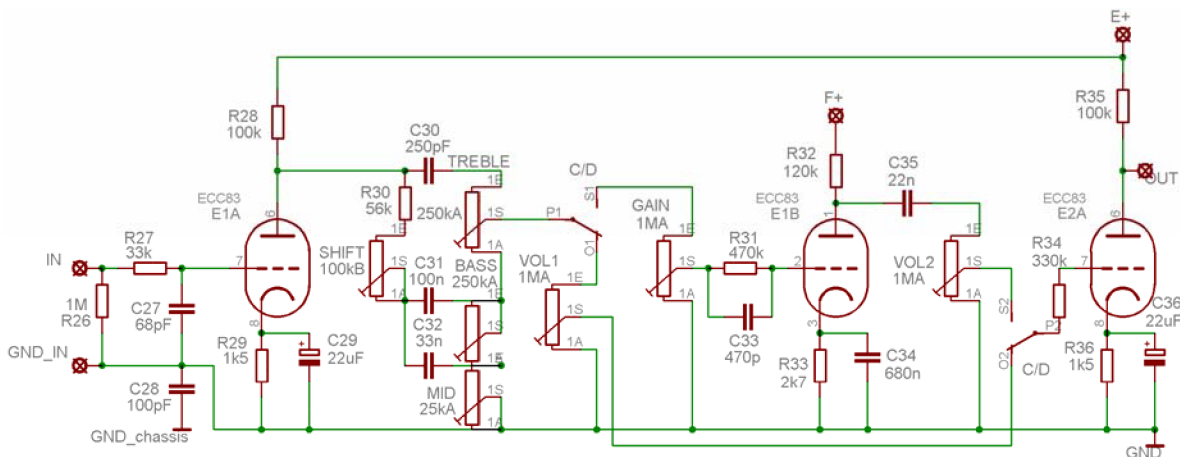 E+
R28
100k
C30
250pF
TREBLE
1E
250kA
1S
1A
R30
56k
C/D
S1
P1
O1
F+
R32
120k
C35
22n
R35
100k
OUT
ECC83
E1A
6
7
8
IN
R27
33k
1M
R26
C27
68pF
GND_IN
C28
100pF
GND_chassis
R29
1k5
C29
22uF
SHIFT
100kB
1E
1S
1A
C31
100n
BASS
250kA
1E
1S
1A
C32
33n
MID
25kA
1E
1S
1A
VOL1
1MA
1E
1S
1A
GAIN
1MA
1E
1S
1A
R31
470k
C33
470p
ECC83
E1B
1
2
3
R33
2k7
C34
680n
VOL2
1MA
1E
1S
1A
S2
P2
O2
C/D
R34
330k
ECC83
E2A
6
7
8
R36
1k5
C36
22uF
GND